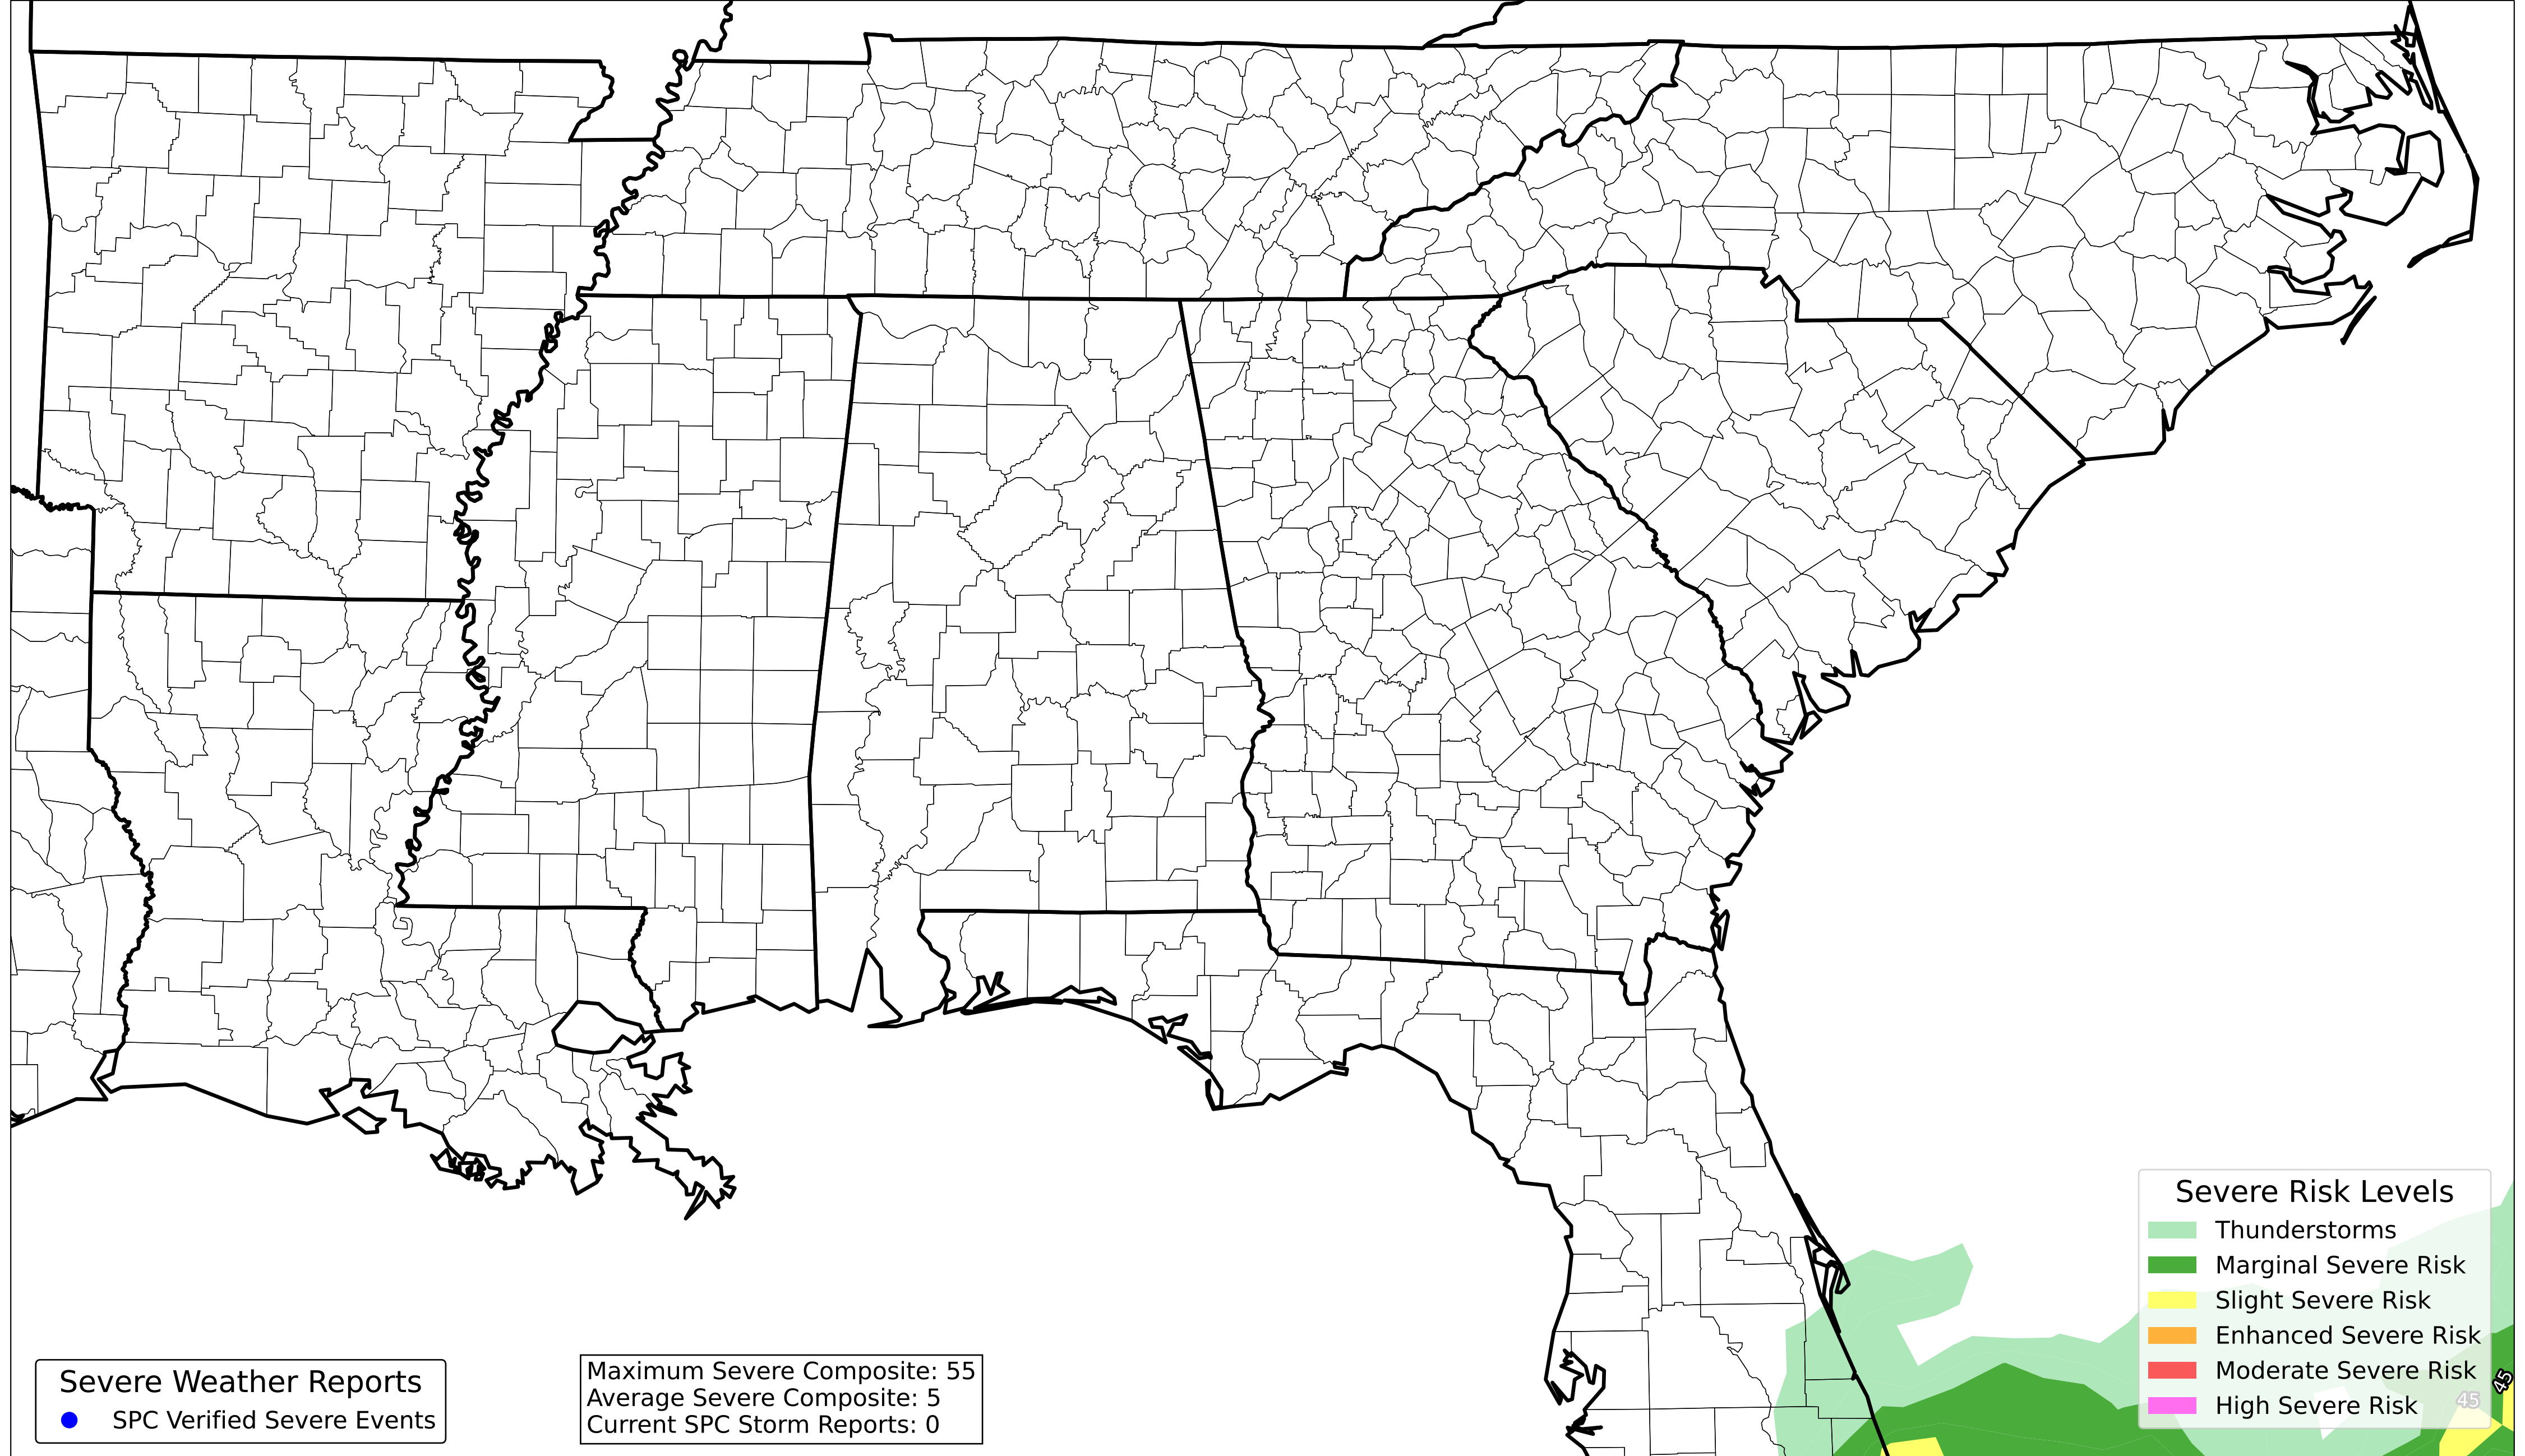 Severe Risk Levels
Thunderstorms
Marginal Severe Risk
Slight Severe Risk
Enhanced Severe Risk
Moderate Severe Risk
High Severe Risk
45
45
Severe Weather Reports
SPC Verified Severe Events
Maximum Severe Composite: 55
Average Severe Composite: 5
Current SPC Storm Reports: 0